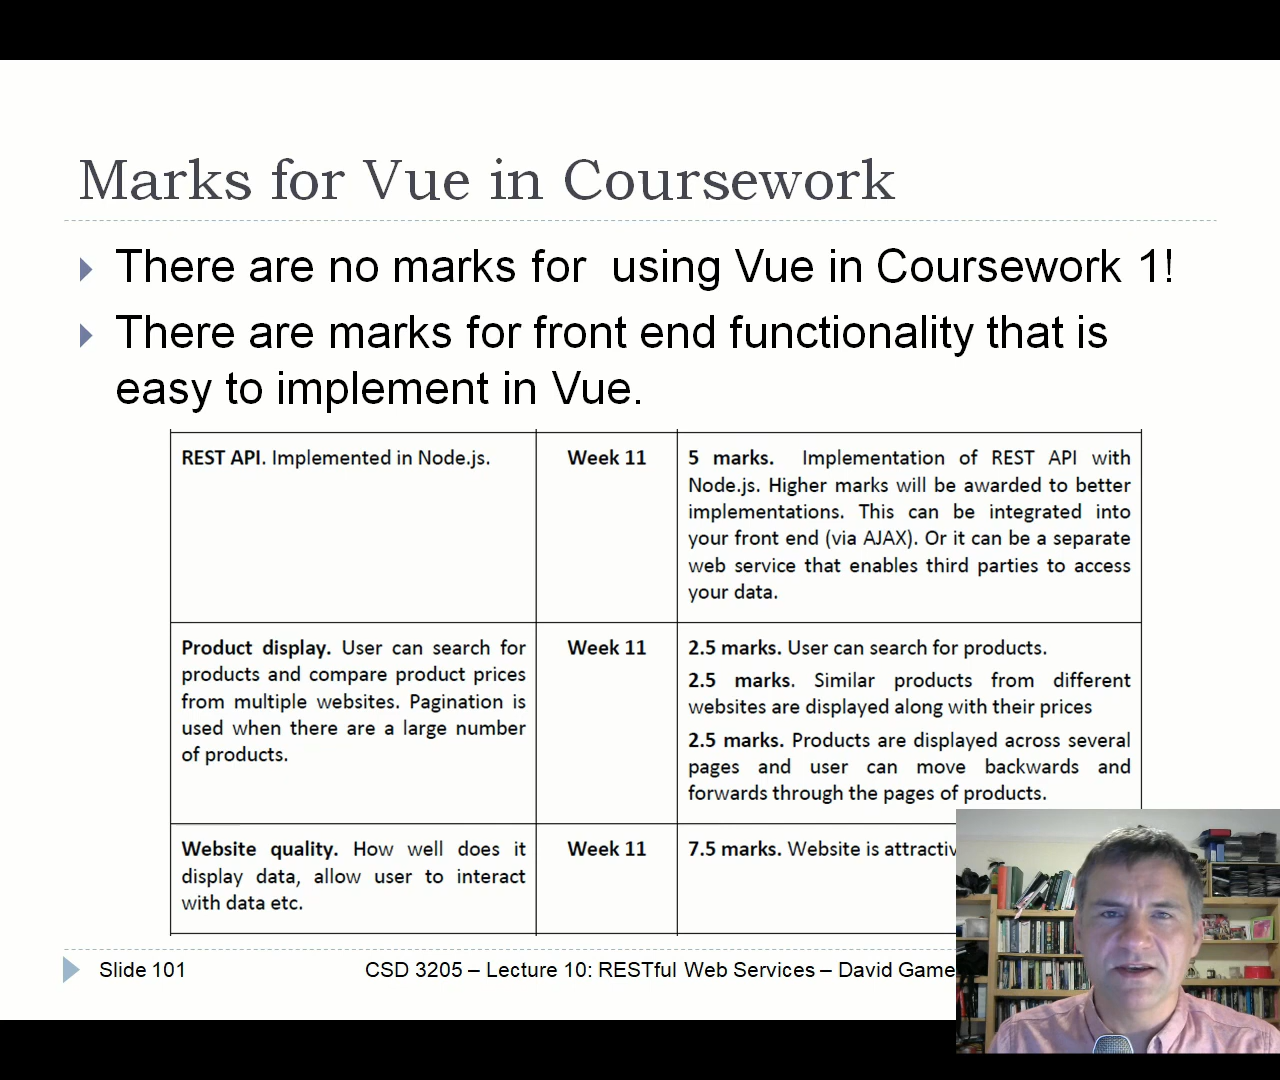 Marks for Vue in Coursework
There are no marks for using Vue in Coursework 1!
There are marks for front end functionality that is
easy to implement in Vue.
REST API. Implemented in Node.js.
Week 11
5 marks. Implementation of REST API with
Node.js. Higher marks will be awarded to better
implementations. This can be integrated into
your front end (via AJAX). Or it can be a separate
web service that enables third parties to access
your data.
Product display. User can search for
products and compare product prices
from multiple websites. Pagination is
used when there are a large number
of products.
Week 11
2.5 marks. User can search for products.
2.5 marks. Similar products from different
websites are displayed along with their prices
2.5 marks. Products are displayed across several
pages and user can move backwards and
forwards through the pages of products.
Website quality. How well does it
display data, allow user to interact
with data etc.
Week 11
7.5 marks. Website is attractiv
Slide 101
CSD 3205 – Lecture 10: RESTful Web Services – David Game